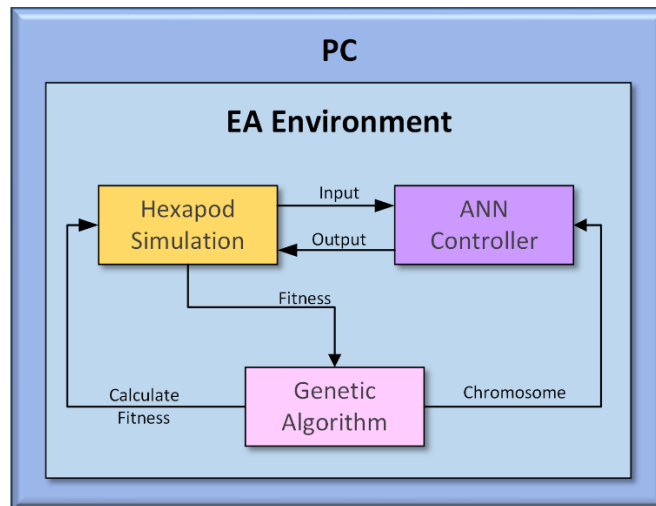 PC
EA Environment
Hexapod
Simulation
Input
Output
ANN
Controller
Fitness
Calculate
Fitness
Genetic
Algorithm
Chromosome